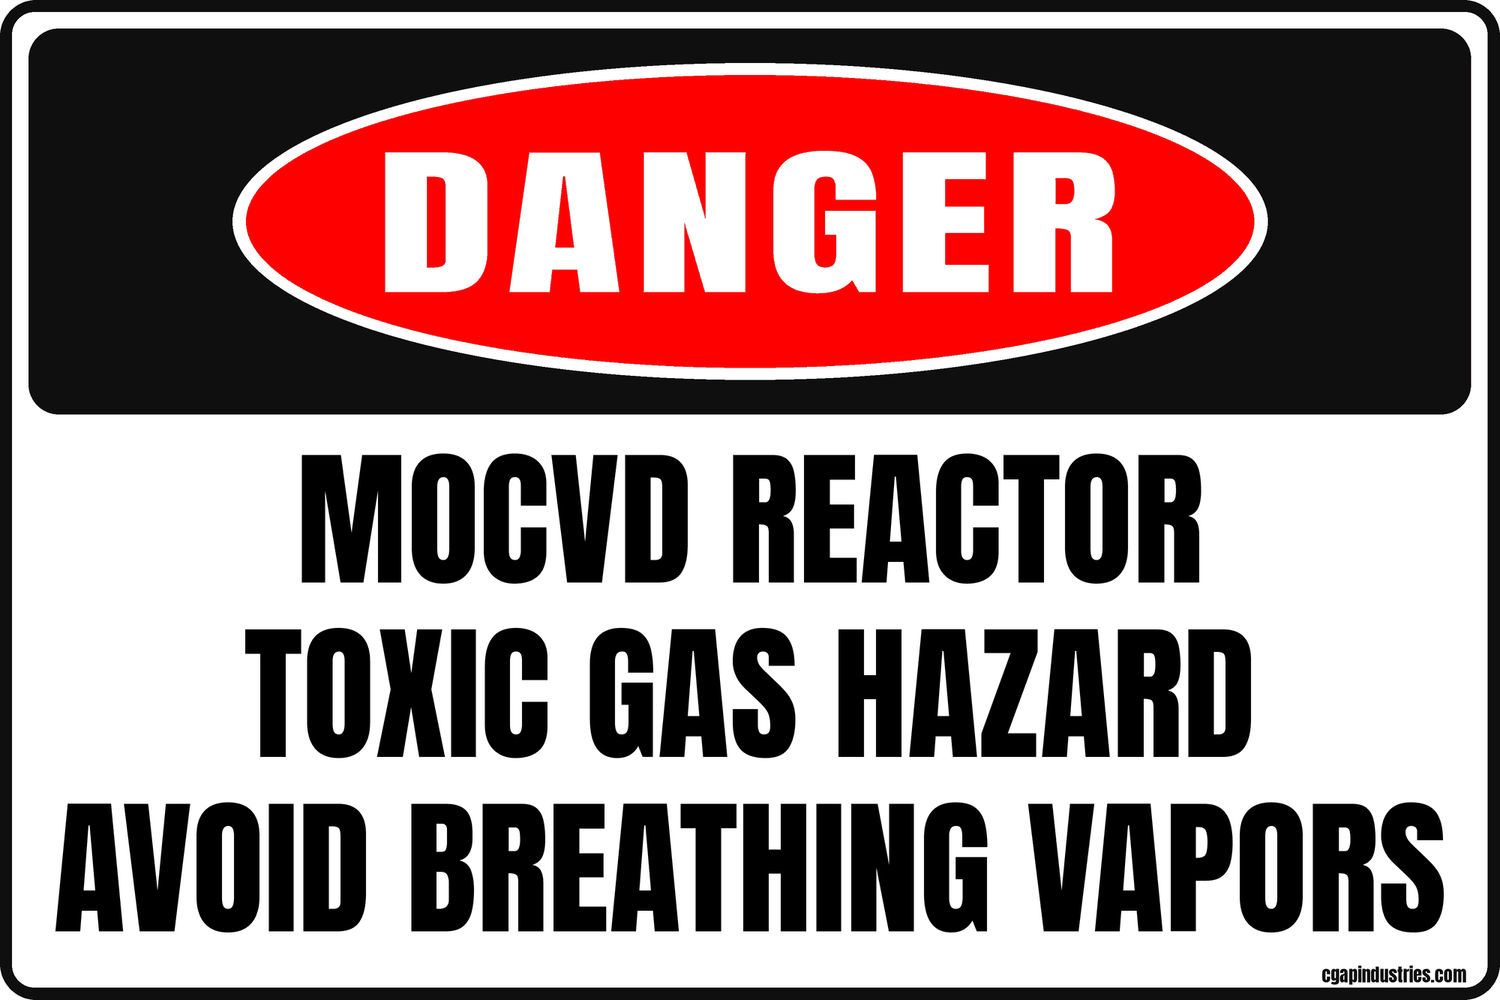 DANGER
MOCVD REACTOR
TOXIC GAS HAZARD
AVOID BREATHING VAPORS
cgapindustries.com